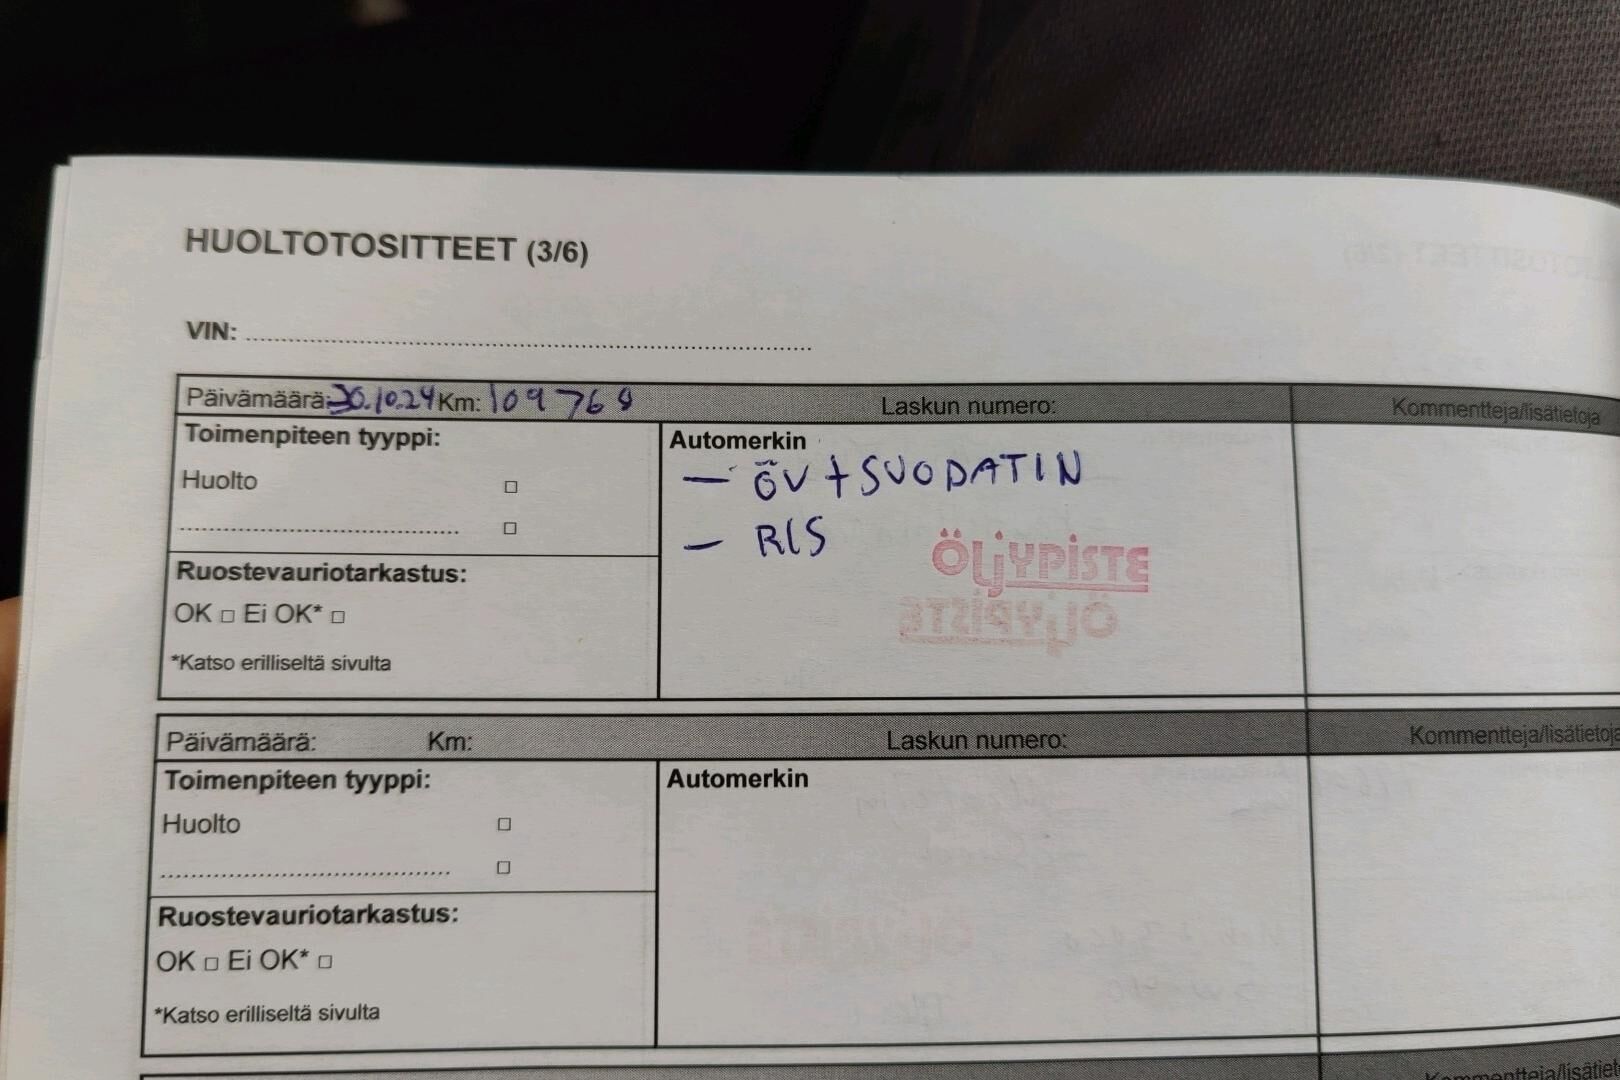 HUOLTOTOSITTEET (3/6)
VIN:
Päivämäärä: 30.10.24 Km: 109768 Laskun numero: Kommentteja/lisätietoja
Toimenpiteen tyyppi:
Huolto
Ruostevauriotarkastus:
OK □ Ei OK* □
*Katso erilliseltä sivulta
Automerkin
— ÖV + SUODATIN
— RIS
ÖLJYPISTE
Päivämäärä: Km: Laskun numero: Kommentteja/lisätietoja
Toimenpiteen tyyppi:
Huolto
Ruostevauriotarkastus:
OK □ Ei OK* □
*Katso erilliseltä sivulta
Automerkin